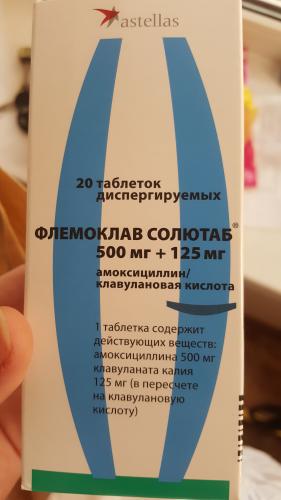 astellas
20 таблеток
диспергируемых
ФЛЕМОКЛАВ СОЛЮТАБ®
500 мг + 125 мг
амоксициллин/
клавулановая кислота
1 таблетка содержит
действующих веществ:
амоксициллина 500 мг
клавуланата калия
125 мг (в пересчете
на клавулановую
кислоту)